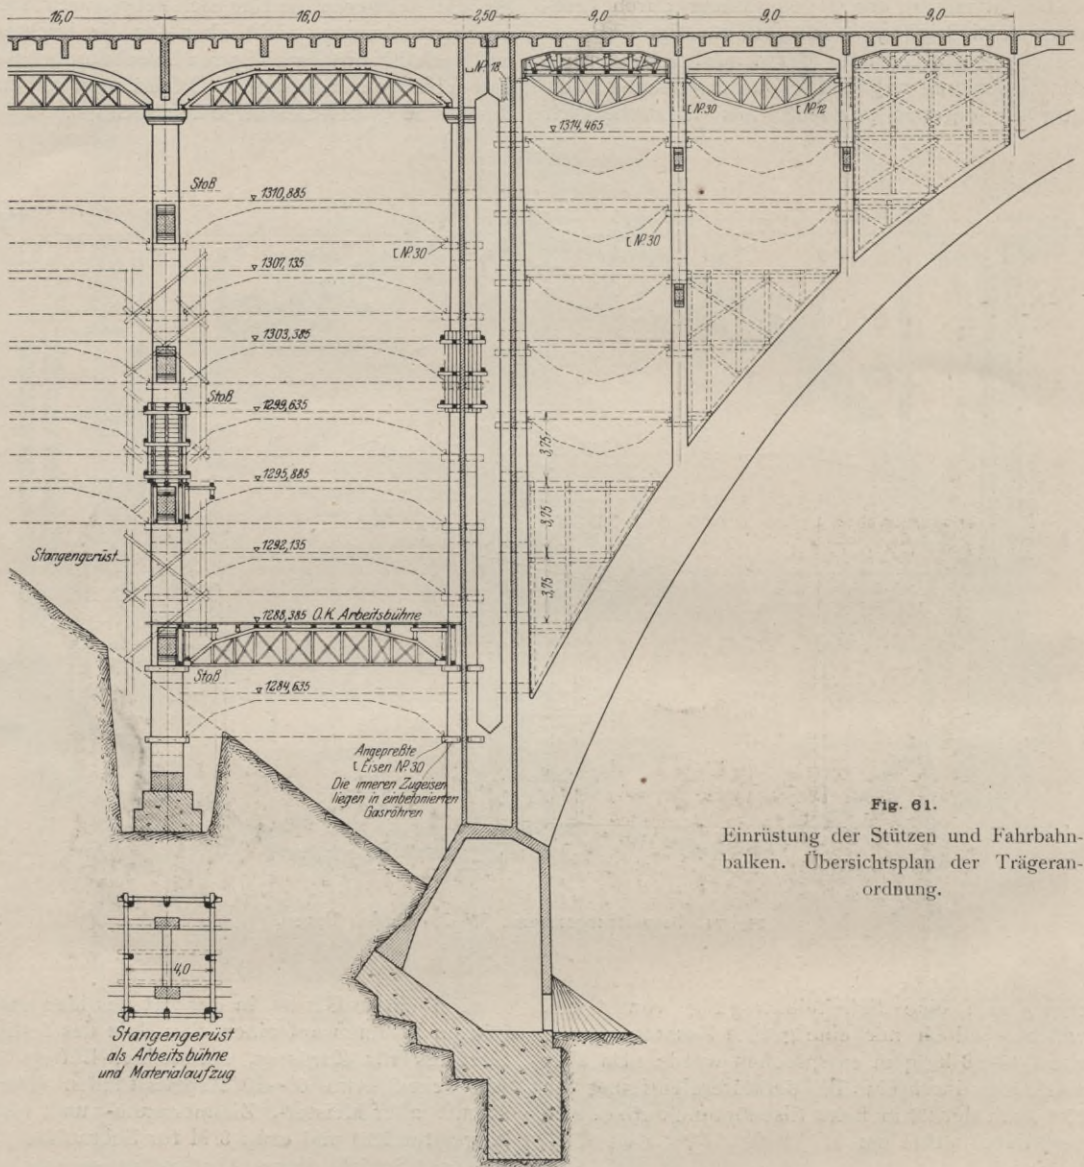 16,0 16,0 2,50 9,0 9,0 9,0
№ 18
[ №.30 [ №.12
1314,465
Stoß
1310,885
[ №.30 [ №.30
1307,135
1303,385
Stoß
1299,635
3,75
1295,885
3,75
1292,135
Stangengerüst
3,75
1288,385 O.K. Arbeitsbühne
Stoß
1284,635
Angepreßte
[ Eisen №.30
Die inneren Zugeisen
liegen in einbetonierten
Gasröhren
Fig. 61.
Einrüstung der Stützen und Fahrbahn-
balken. Übersichtsplan der Trägeran-
ordnung.
4,0
Stangengerüst
als Arbeitsbühne
und Materialaufzug